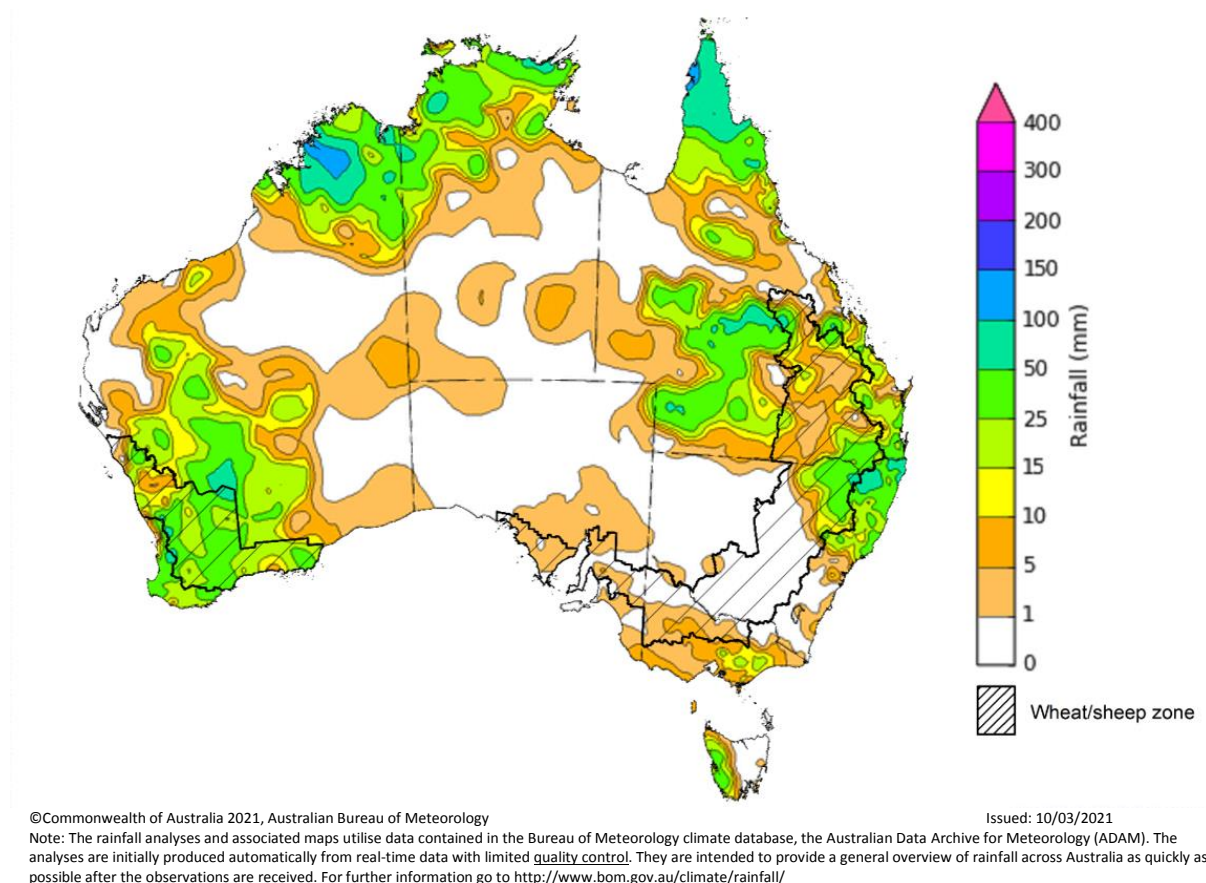 400
300
200
150
100
50
25
15
10
5
1
0
Rainfall (mm)
Wheat/sheep zone
©Commonwealth of Australia 2021, Australian Bureau of Meteorology Issued: 10/03/2021
Note: The rainfall analyses and associated maps utilise data contained in the Bureau of Meteorology climate database, the Australian Data Archive for Meteorology (ADAM). The
analyses are initially produced automatically from real-time data with limited quality control. They are intended to provide a general overview of rainfall across Australia as quickly as
possible after the observations are received. For further information go to http://www.bom.gov.au/climate/rainfall/